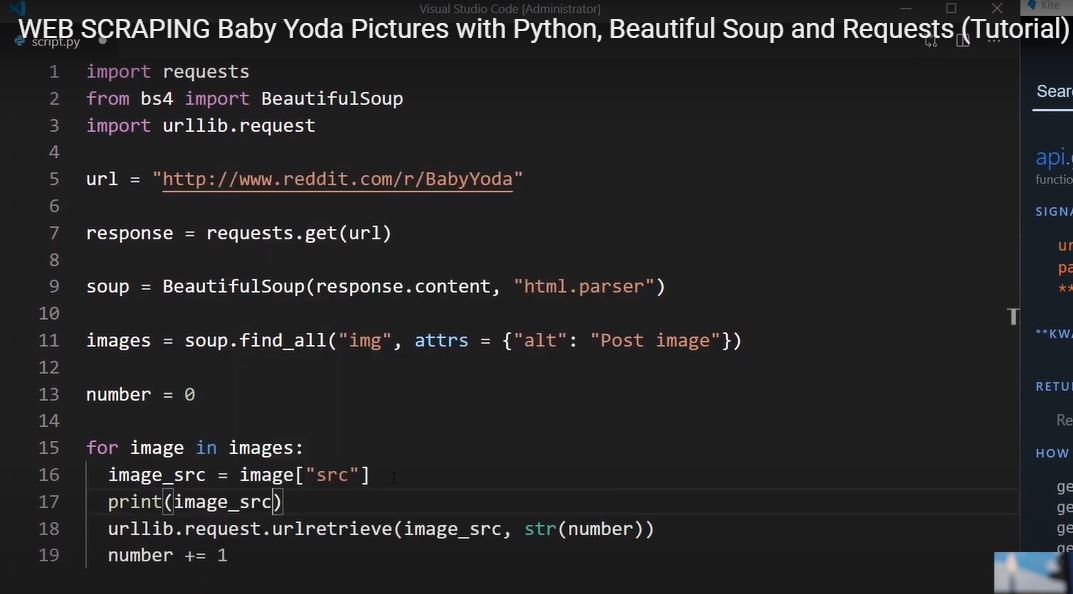 Visual Studio Code [Administrator]
Kite
WEB SCRAPING Baby Yoda Pictures with Python, Beautiful Soup and Requests (Tutorial)
script.py
1 import requests
2 from bs4 import BeautifulSoup
3 import urllib.request
4
5 url = "http://www.reddit.com/r/BabyYoda"
6
7 response = requests.get(url)
8
9 soup = BeautifulSoup(response.content, "html.parser")
10
11 images = soup.find_all("img", attrs = {"alt": "Post image"})
12
13 number = 0
14
15 for image in images:
16 image_src = image["src"]
17 print(image_src)
18 urllib.request.urlretrieve(image_src, str(number))
19 number += 1
Sear
api.
functio
SIGNA
ur
pa
**
**KW
RETU
Re
HOW
ge
ge
ge
ge